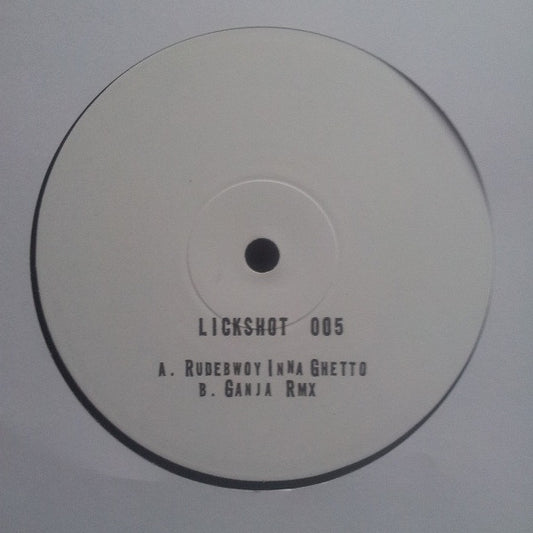 LICKSHOT 005
A. RUDEBWOY INNA GHETTO
B. GANJA RMX